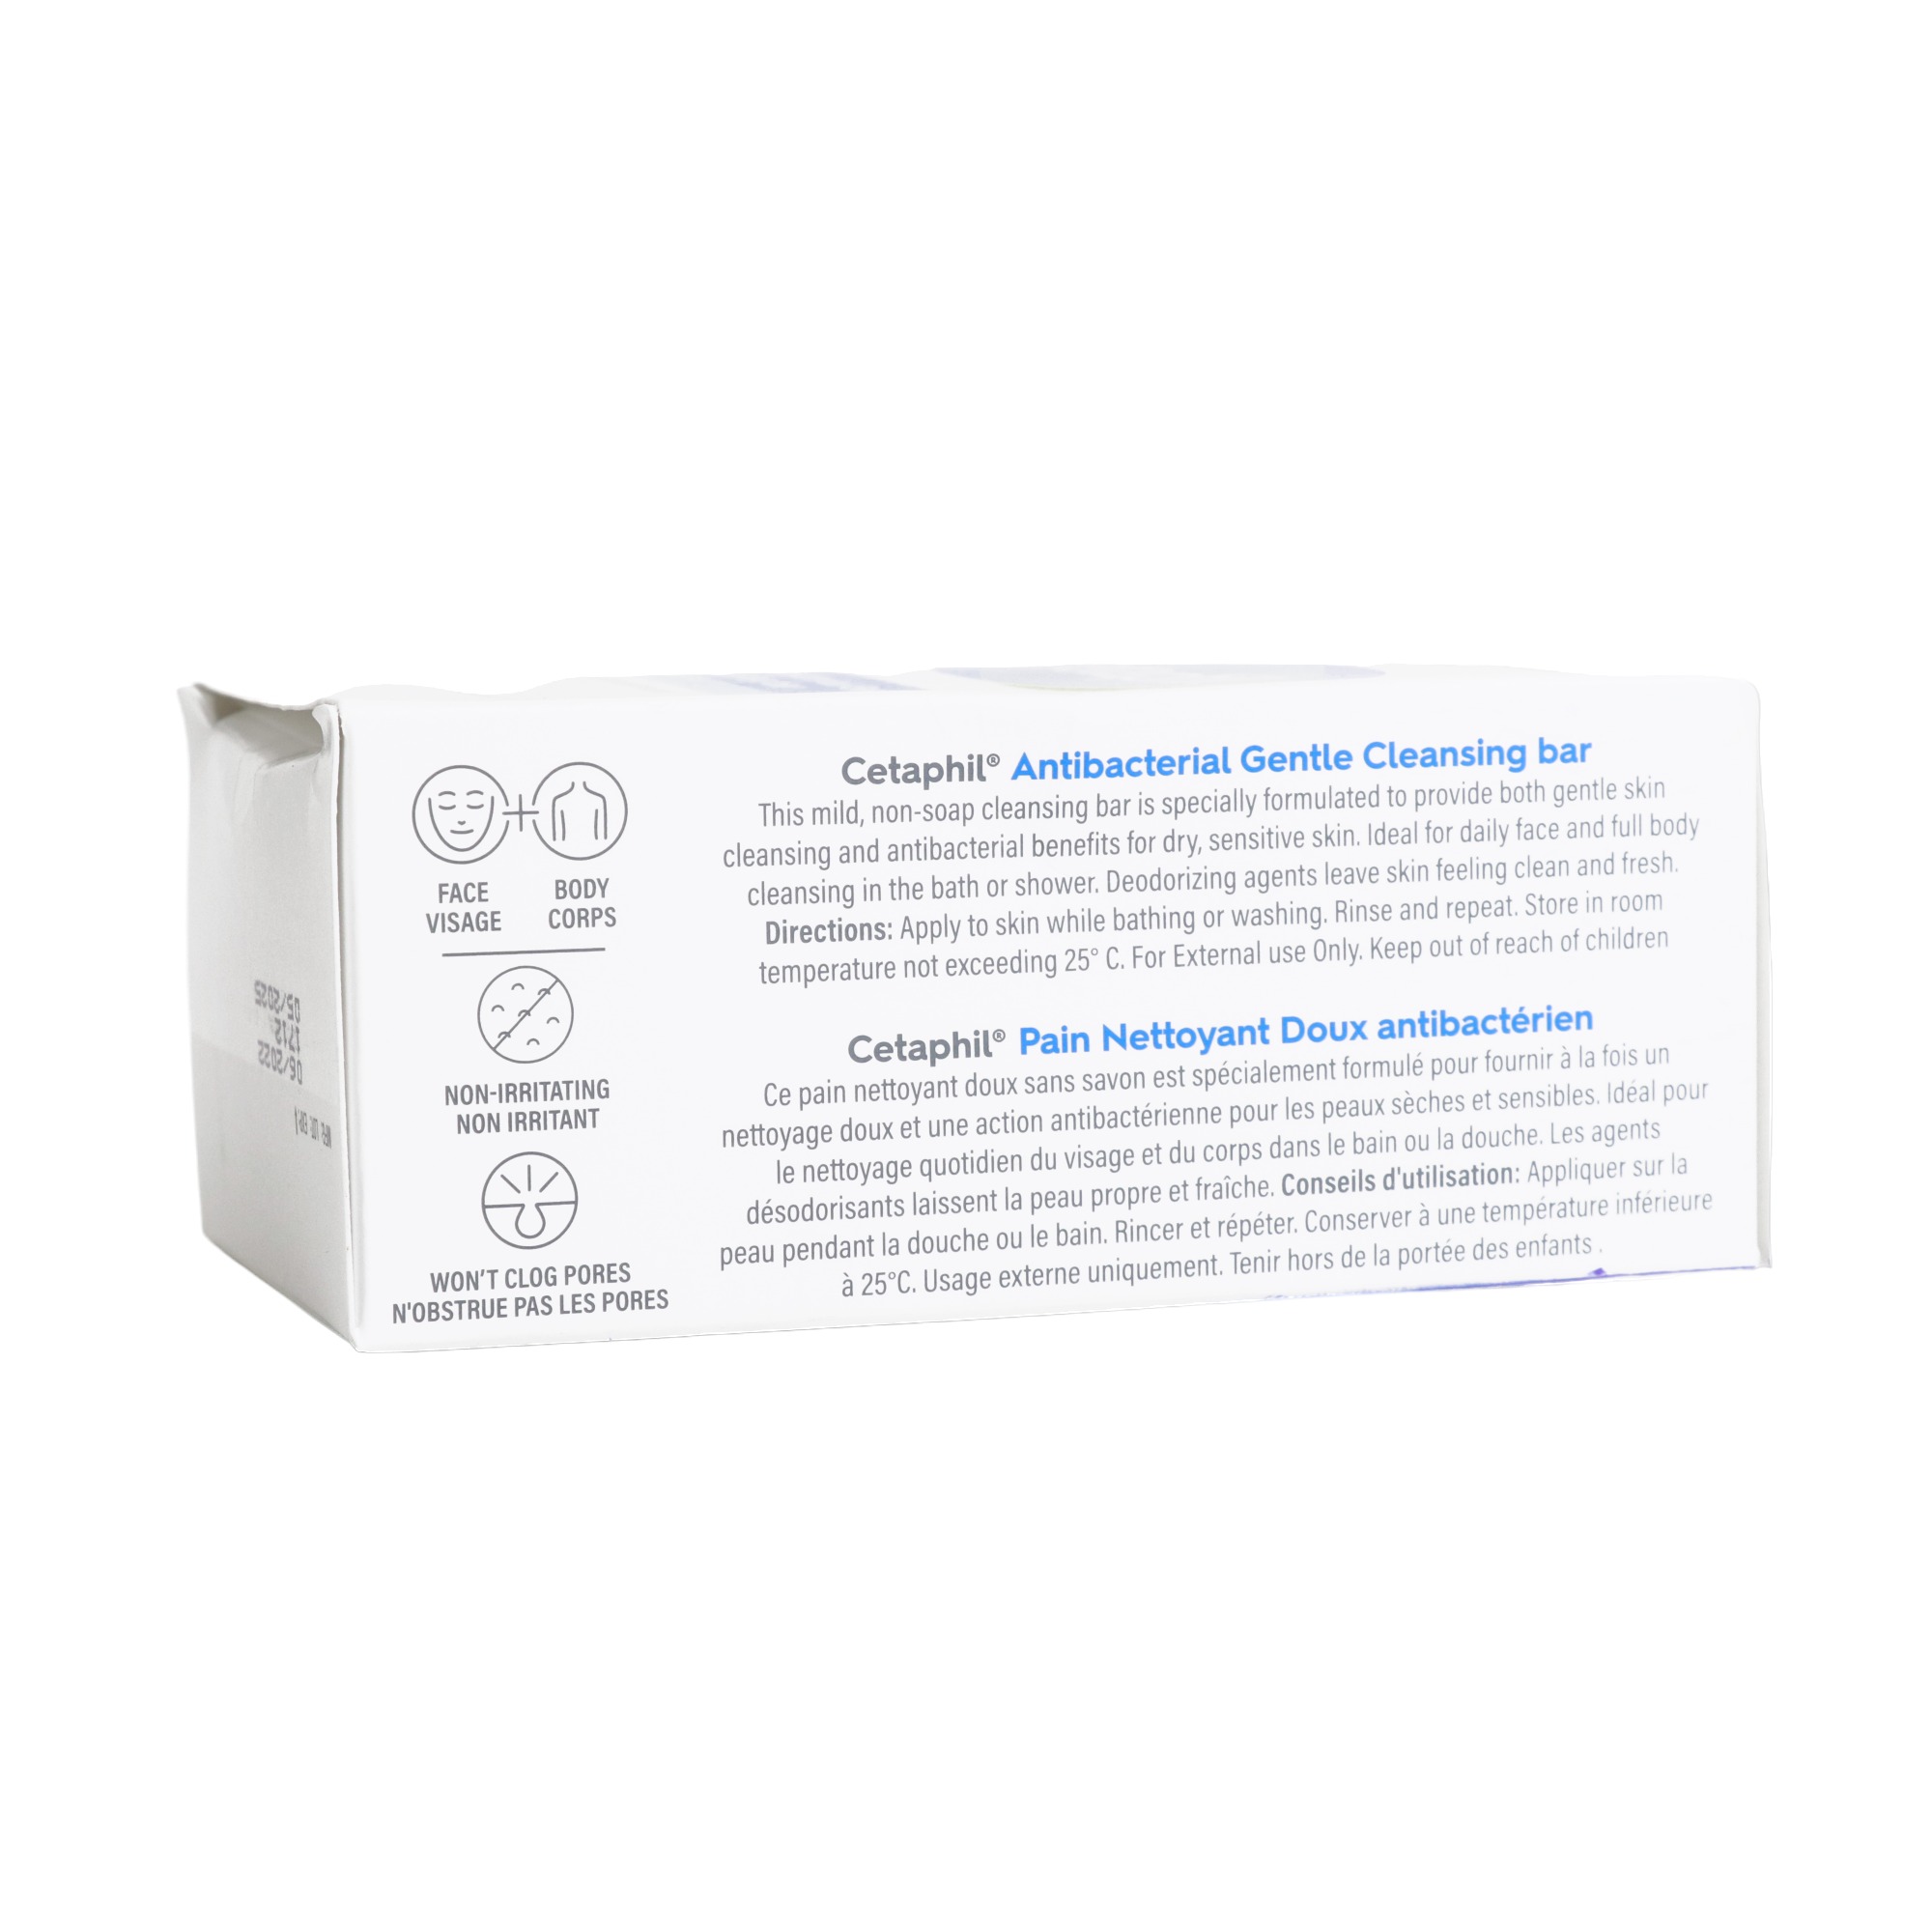 FACE
VISAGE
BODY
CORPS
NON-IRRITATING
NON IRRITANT
WON'T CLOG PORES
N'OBSTRUE PAS LES PORES
Cetaphil® Antibacterial Gentle Cleansing bar
This mild, non-soap cleansing bar is specially formulated to provide both gentle skin
cleansing and antibacterial benefits for dry, sensitive skin. Ideal for daily face and full body
cleansing in the bath or shower. Deodorizing agents leave skin feeling clean and fresh.
Directions: Apply to skin while bathing or washing. Rinse and repeat. Store in room
temperature not exceeding 25° C. For External use Only. Keep out of reach of children
Cetaphil® Pain Nettoyant Doux antibactérien
Ce pain nettoyant doux sans savon est spécialement formulé pour fournir à la fois un
nettoyage doux et une action antibactérienne pour les peaux sèches et sensibles. Idéal pour
le nettoyage quotidien du visage et du corps dans le bain ou la douche. Les agents
désodorisants laissent la peau propre et fraîche. Conseils d'utilisation: Appliquer sur la
peau pendant la douche ou le bain. Rincer et répéter. Conserver à une température inférieure
à 25°C. Usage externe uniquement. Tenir hors de la portée des enfants .
06/2022
1712
05/2025